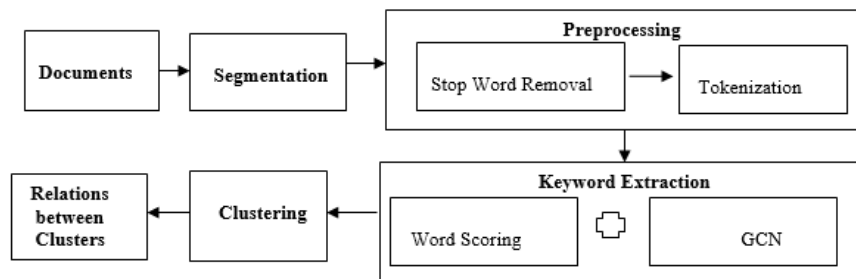 Preprocessing
Documents
Segmentation
Stop Word Removal
Tokenization
Keyword Extraction
Relations
between
Clusters
Clustering
Word Scoring
GCN